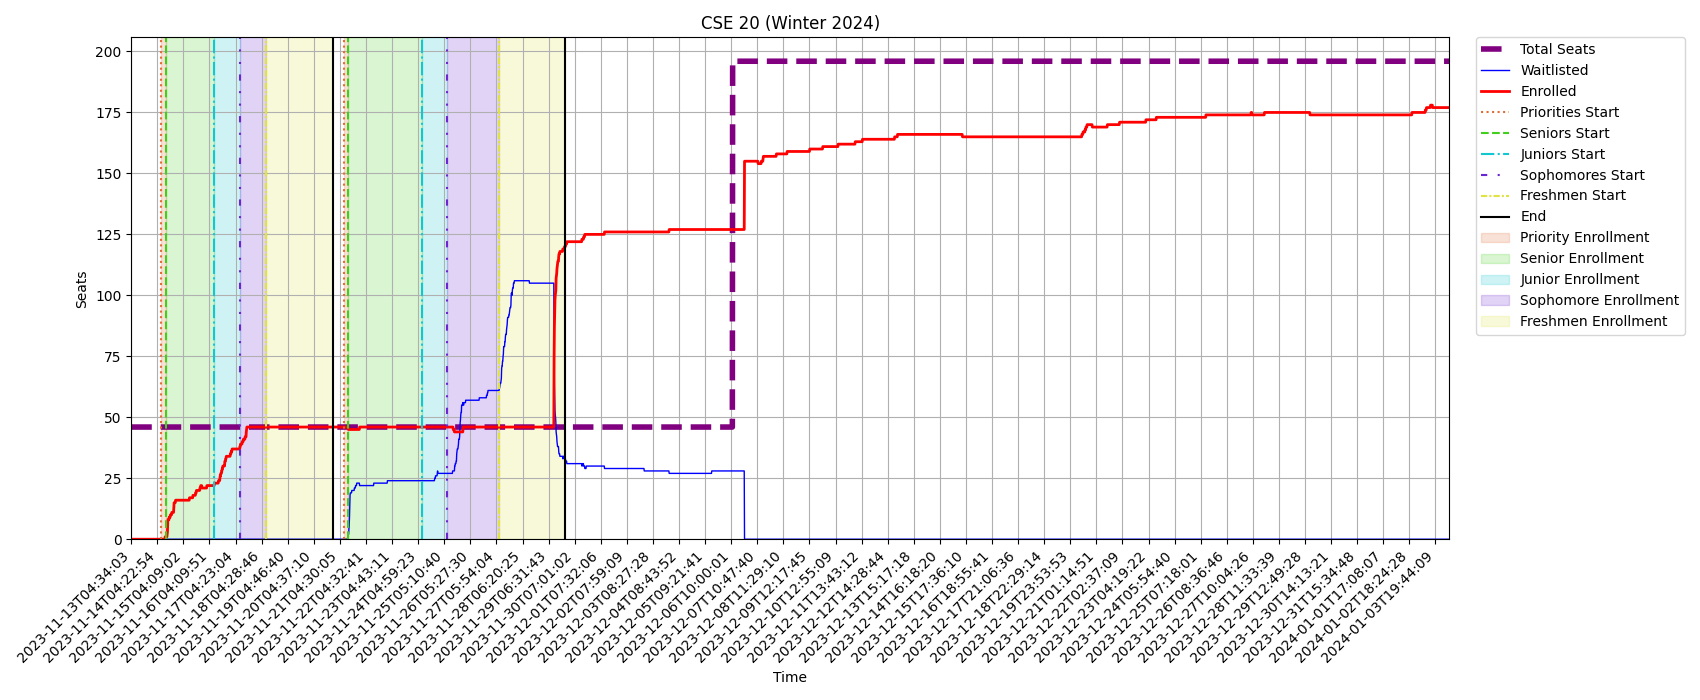 CSE 20 (Winter 2024)
Seats
200
175
150
125
100
75
50
25
0
2023-11-13T04:34:03
2023-11-14T04:22:54
2023-11-15T04:09:02
2023-11-16T04:09:51
2023-11-17T04:23:04
2023-11-18T04:28:46
2023-11-19T04:46:40
2023-11-20T04:37:10
2023-11-21T04:30:05
2023-11-22T04:32:41
2023-11-23T04:43:11
2023-11-24T04:59:23
2023-11-25T05:10:40
2023-11-26T05:27:30
2023-11-27T05:54:04
2023-11-28T06:20:25
2023-11-29T06:31:43
2023-11-30T07:01:02
2023-12-01T07:32:06
2023-12-02T07:59:09
2023-12-03T08:27:28
2023-12-04T08:43:52
2023-12-05T09:21:41
2023-12-06T10:00:01
2023-12-07T10:47:40
2023-12-08T11:29:10
2023-12-09T12:17:45
2023-12-10T12:55:09
2023-12-11T13:43:12
2023-12-12T14:28:44
2023-12-13T15:17:18
2023-12-14T16:18:20
2023-12-15T17:36:10
2023-12-16T18:55:41
2023-12-17T21:06:36
2023-12-18T22:29:14
2023-12-19T23:53:53
2023-12-21T01:14:51
2023-12-22T02:37:09
2023-12-23T04:19:22
2023-12-24T05:54:40
2023-12-25T07:18:01
2023-12-26T08:36:46
2023-12-27T10:04:26
2023-12-28T11:33:39
2023-12-29T12:49:28
2023-12-30T14:13:21
2023-12-31T15:34:48
2024-01-01T17:08:07
2024-01-02T18:24:28
2024-01-03T19:44:09
Time
Total Seats
Waitlisted
Enrolled
Priorities Start
Seniors Start
Juniors Start
Sophomores Start
Freshmen Start
End
Priority Enrollment
Senior Enrollment
Junior Enrollment
Sophomore Enrollment
Freshmen Enrollment